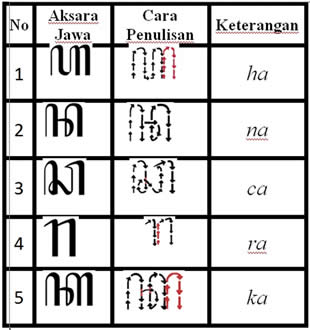 No Aksara Jawa Cara Penulisan Keterangan
1 ꦲ ha
2 ꦤ na
3 ꦕ ca
4 ꦫ ra
5 ꦏ ka